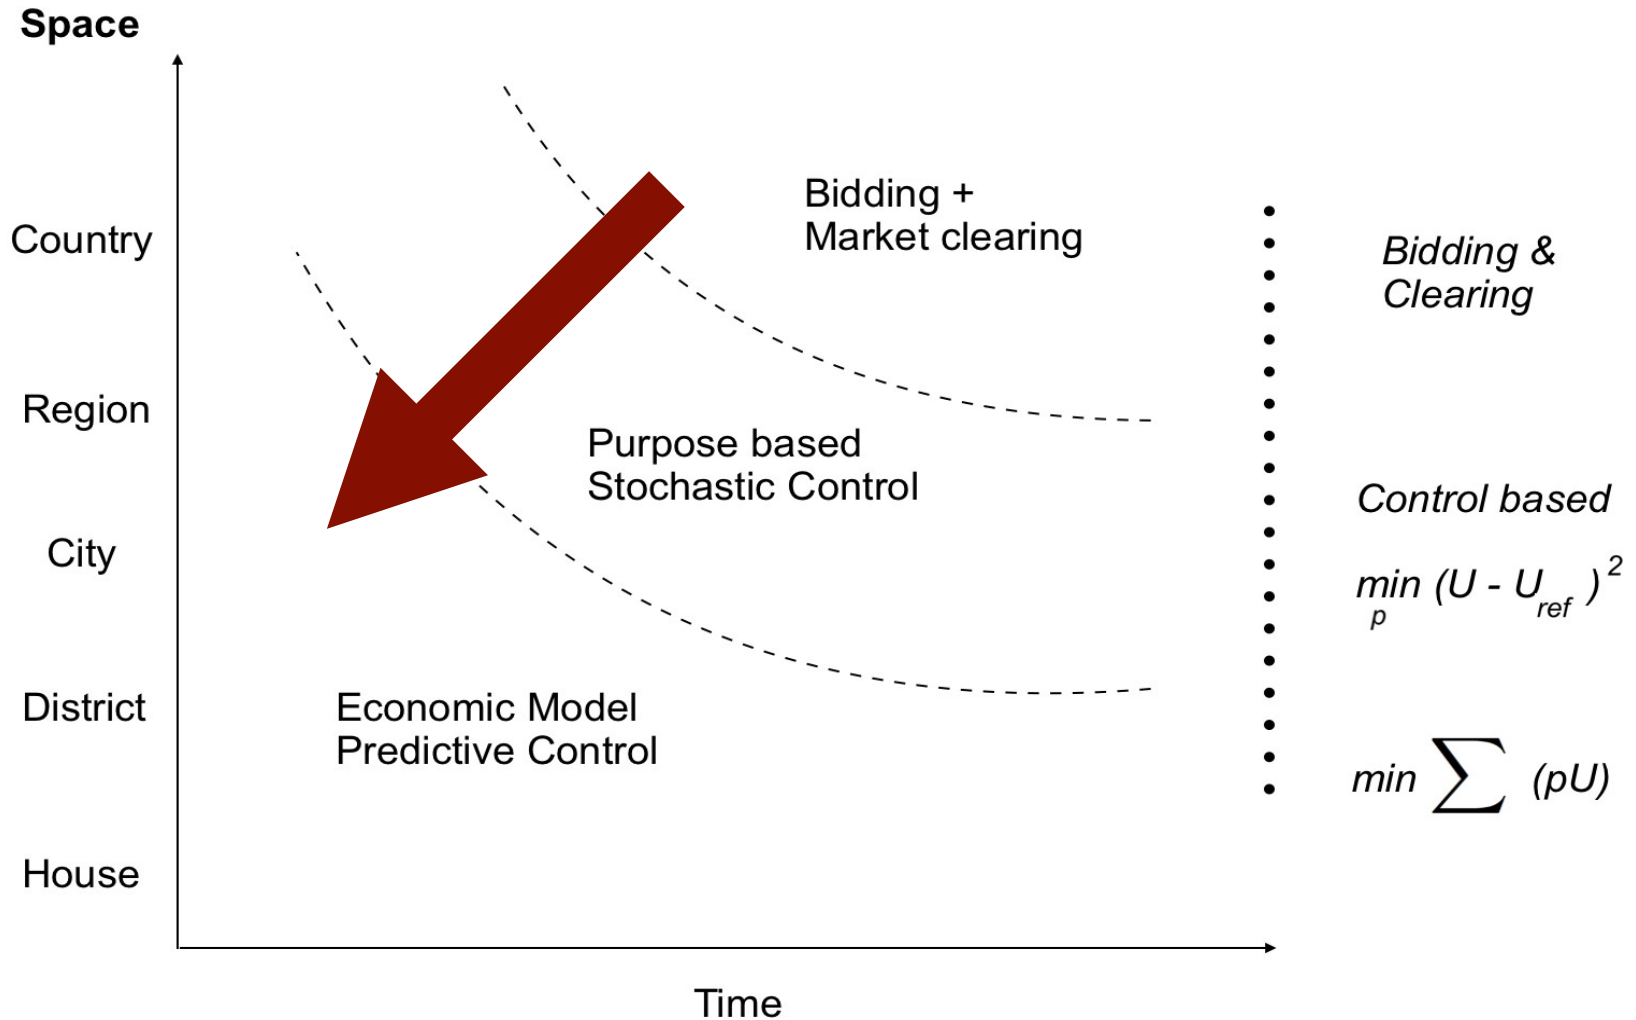 Space
Country
Region
City
District
House
Time
Bidding +
Market clearing
Purpose based
Stochastic Control
Economic Model
Predictive Control
Bidding &
Clearing
Control based
min (U - U_ref)^2
p
min ∑ (pU)